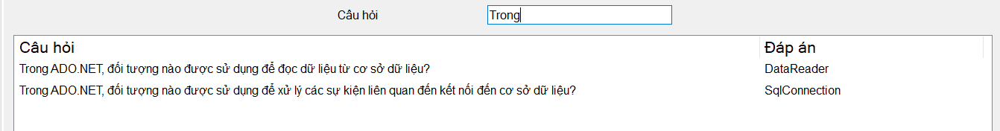 Câu hỏi Trong
Câu hỏi Đáp án
Trong ADO.NET, đối tượng nào được sử dụng để đọc dữ liệu từ cơ sở dữ liệu? DataReader
Trong ADO.NET, đối tượng nào được sử dụng để xử lý các sự kiện liên quan đến kết nối đến cơ sở dữ liệu? SqlConnection